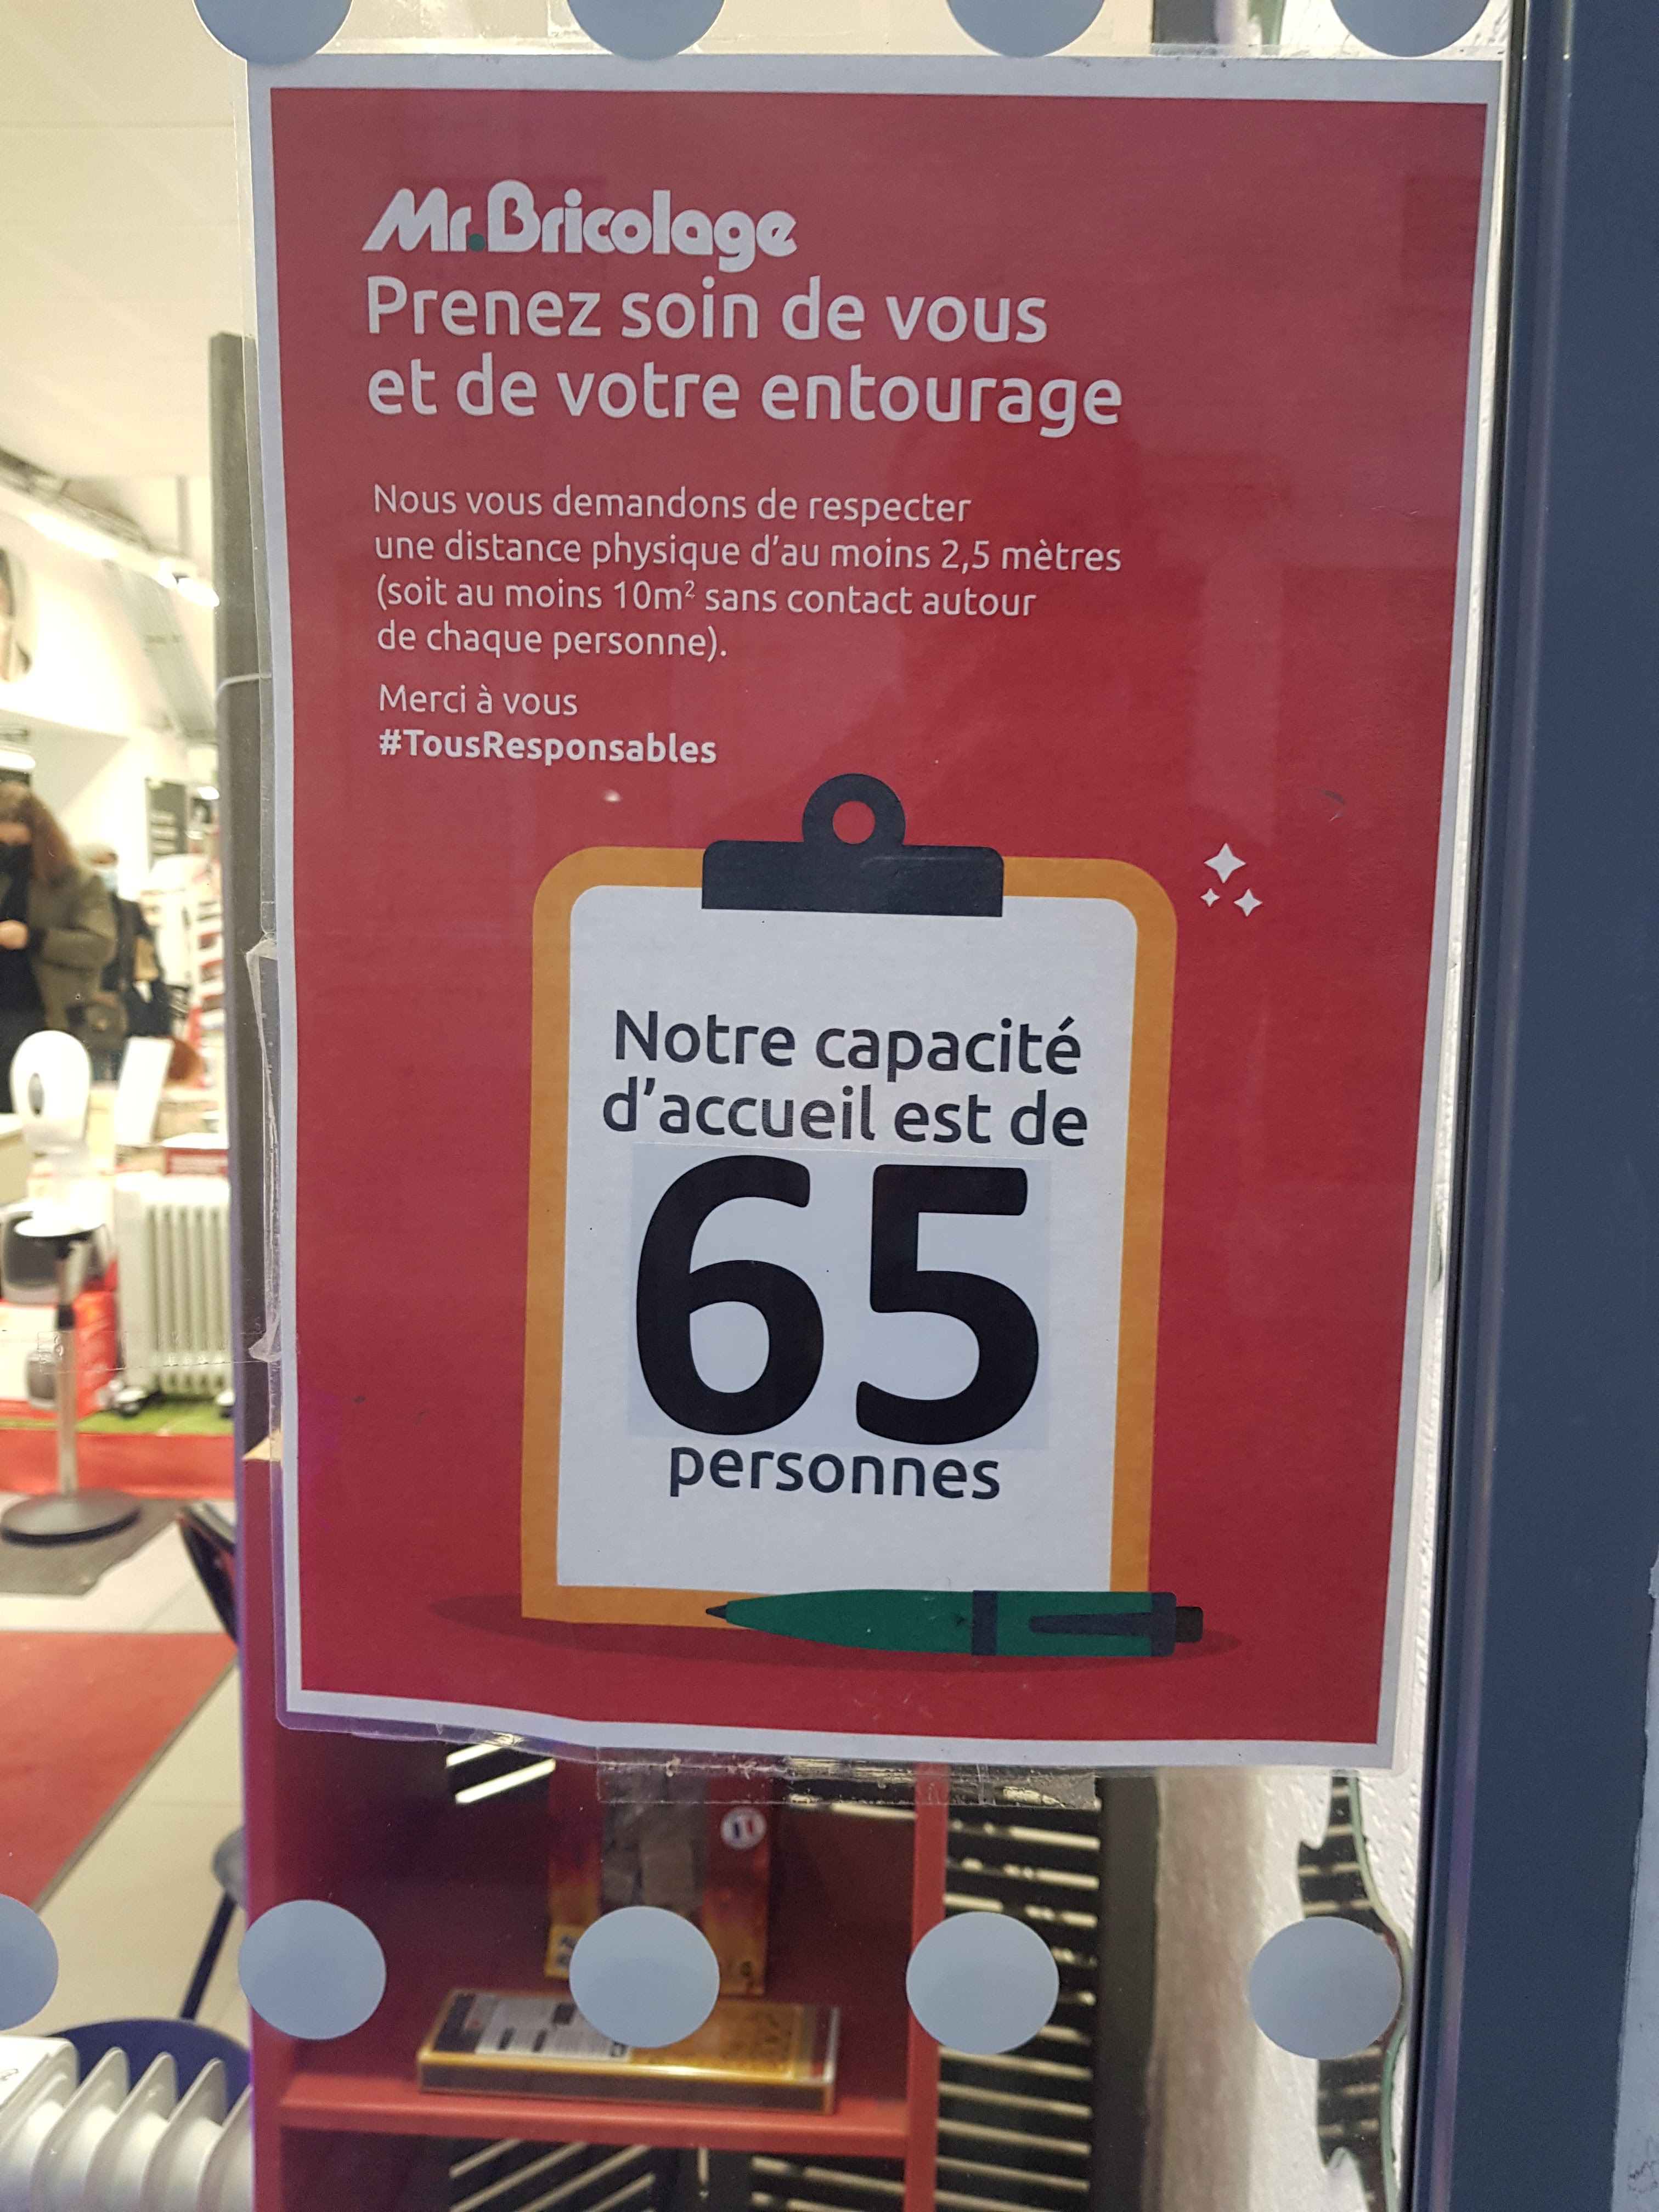 Mr.Bricolage
Prenez soin de vous
et de votre entourage
Nous vous demandons de respecter
une distance physique d'au moins 2,5 mètres
(soit au moins 10m² sans contact autour
de chaque personne).
Merci à vous
#TousResponsables
Notre capacité
d'accueil est de
65
personnes